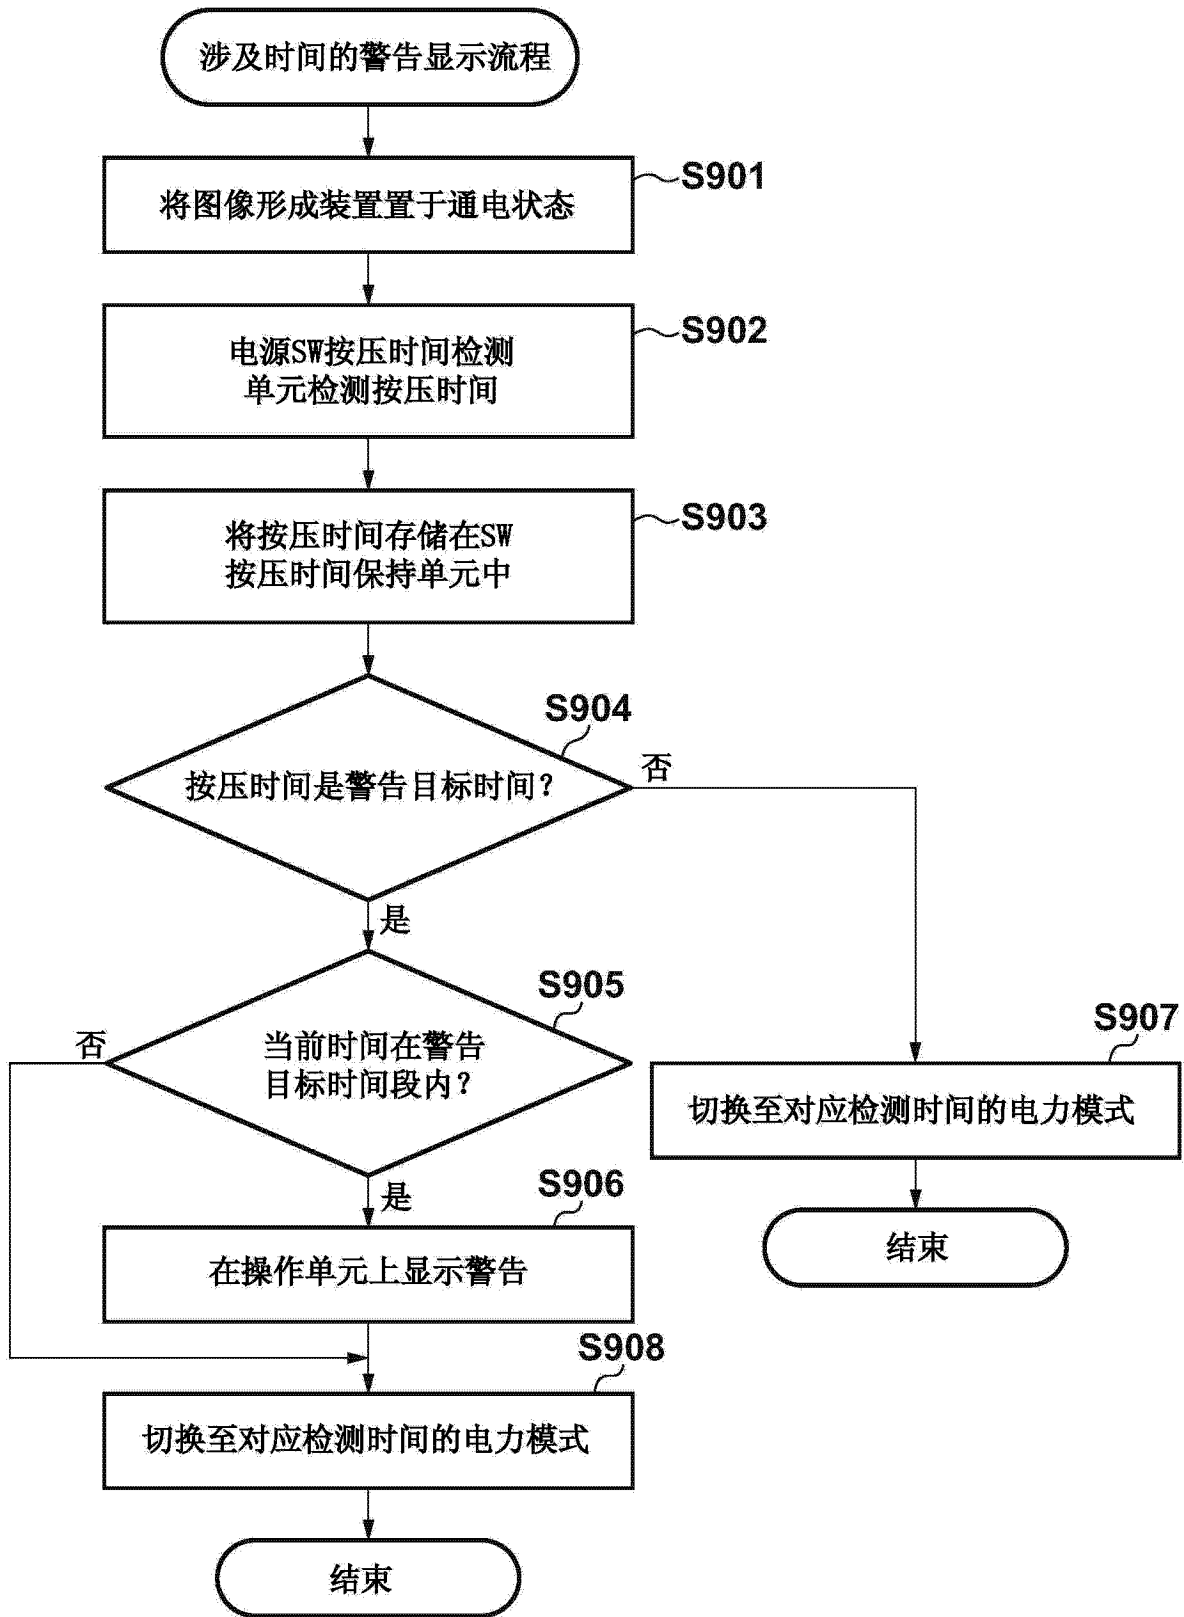 涉及时间的警告显示流程
S901
将图像形成装置置于通电状态
S902
电源SW按压时间检测
单元检测按压时间
S903
将按压时间存储在SW
按压时间保持单元中
S904
按压时间是警告目标时间?
否
是
S905
否
当前时间在警告
目标时间段内?
S907
切换至对应检测时间的电力模式
是
S906
结束
在操作单元上显示警告
S908
切换至对应检测时间的电力模式
结束